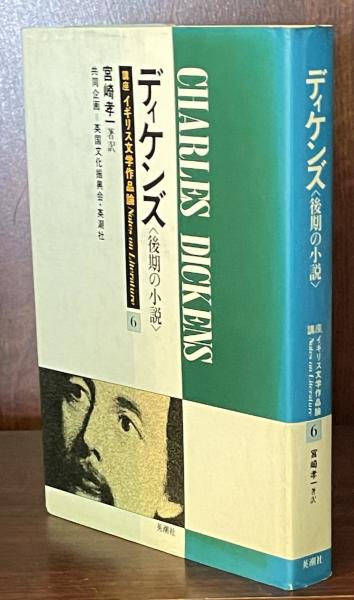 CHARLES DICKENS
ディケンズ〈後期の小説〉
講座 イギリス文学作品論 Notes on Literature 6
宮崎孝一 著訳
共同企画=英国文化振興会・英潮社
英潮社
ディケンズ〈後期の小説〉
講座 イギリス文学作品論
Notes on Literature
6
宮崎孝一 著訳
英潮社